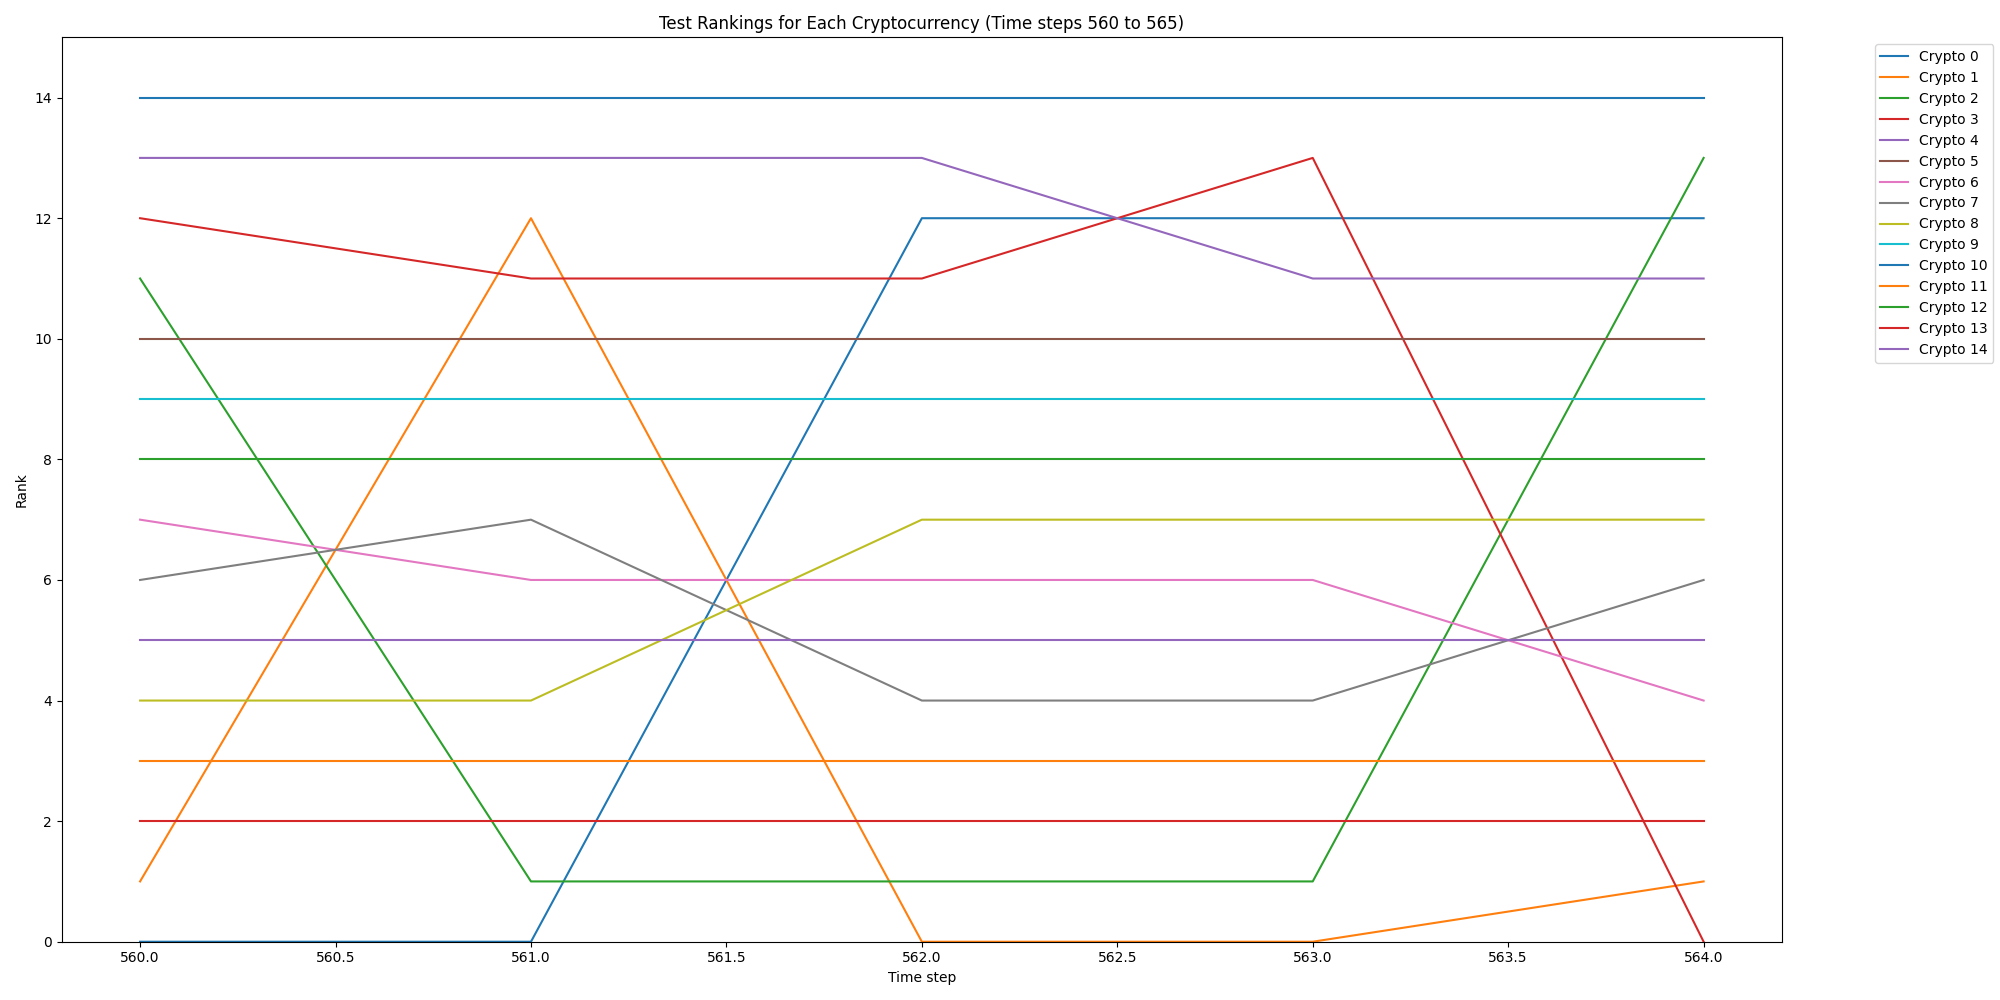 Test Rankings for Each Cryptocurrency (Time steps 560 to 565)
Crypto 0
Crypto 1
Crypto 2
Crypto 3
Crypto 4
Crypto 5
Crypto 6
Crypto 7
Crypto 8
Crypto 9
Crypto 10
Crypto 11
Crypto 12
Crypto 13
Crypto 14
Rank
14
12
10
8
6
4
2
0
560.0 560.5 561.0 561.5 562.0 562.5 563.0 563.5 564.0
Time step